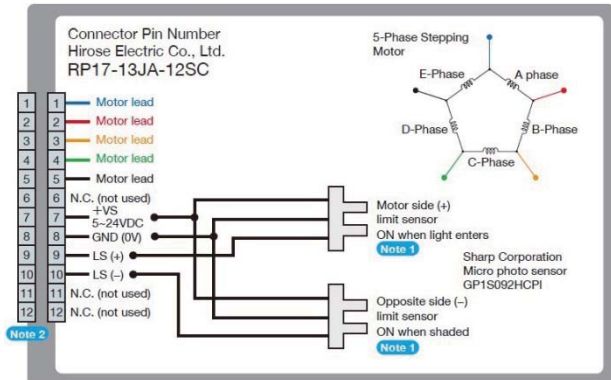 Connector Pin Number
Hirose Electric Co., Ltd.
RP17-13JA-12SC
1 1 Motor lead
2 2 Motor lead
3 3 Motor lead
4 4 Motor lead
5 5 Motor lead
6 6 N.C. (not used)
7 7 +VS
5~24VDC
8 8 GND (0V)
9 9 LS (+)
10 10 LS (-)
11 11 N.C. (not used)
12 12 N.C. (not used)
Note 2
5-Phase Stepping
Motor
E-Phase
A phase
D-Phase
B-Phase
C-Phase
Motor side (+)
limit sensor
ON when light enters
Note 1
Sharp Corporation
Micro photo sensor
GP1S092HCPI
Opposite side (-)
limit sensor
ON when shaded
Note 1